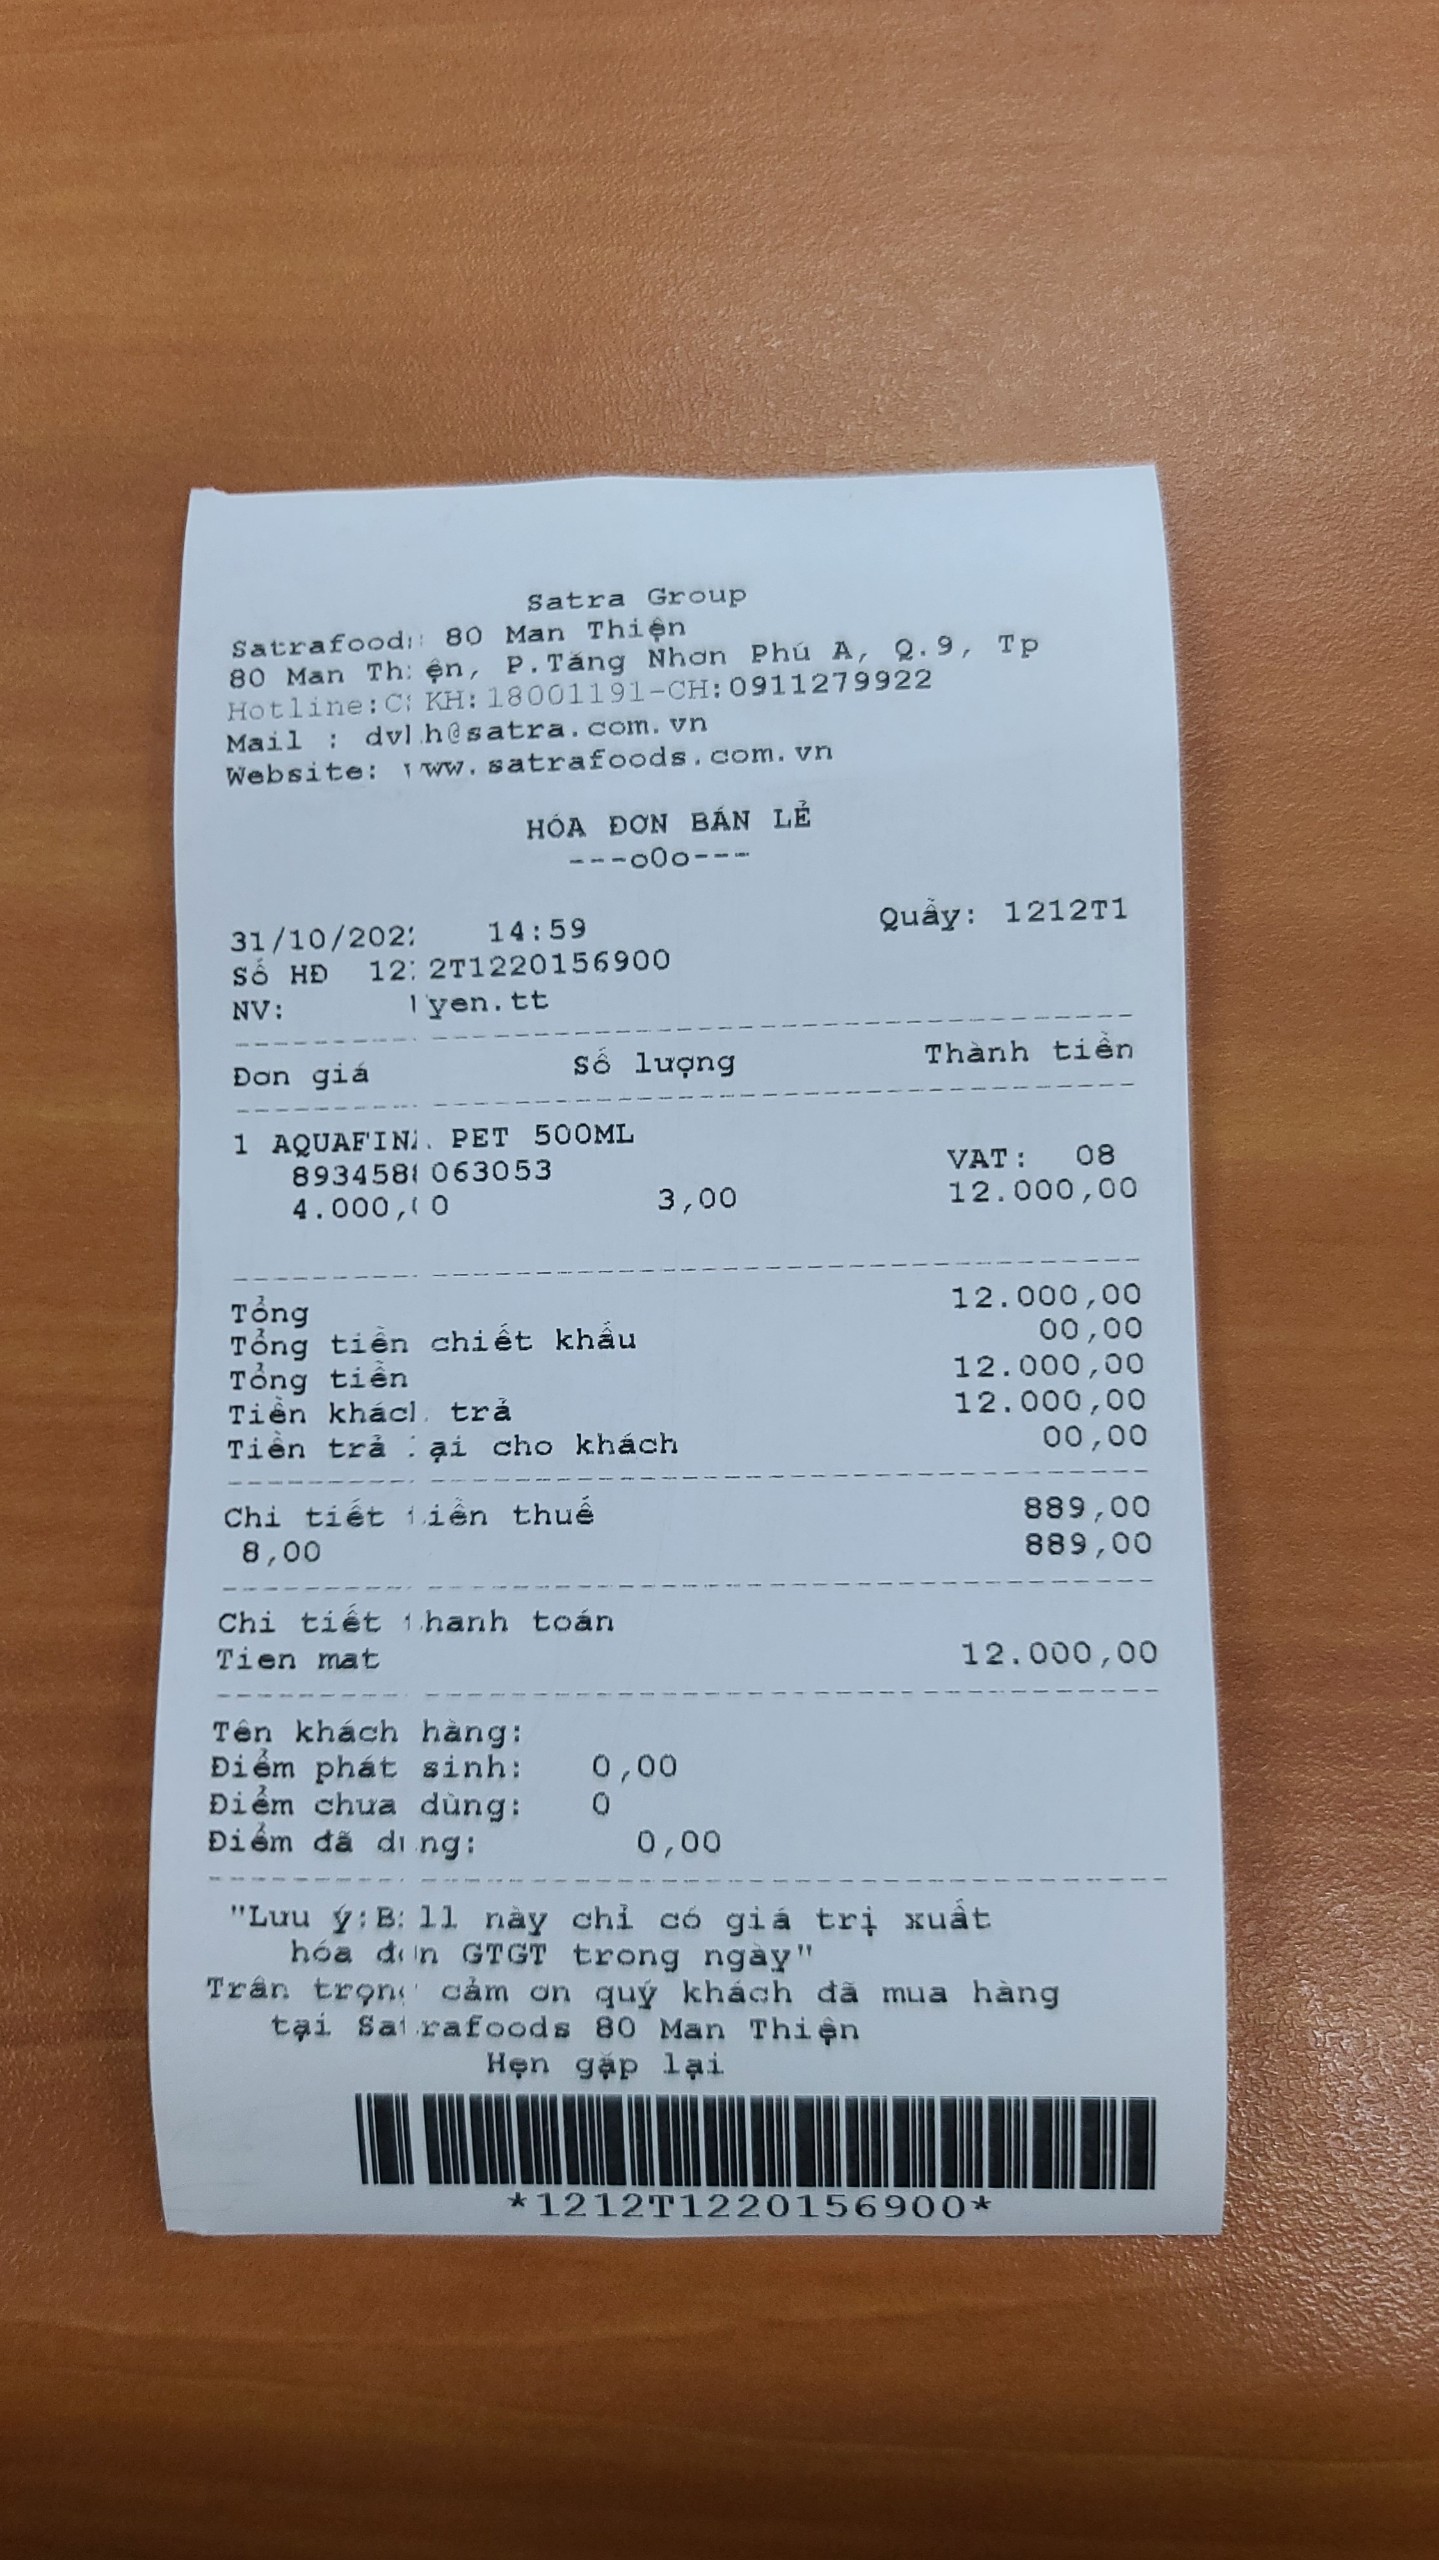 Satra Group
Satrafoods 80 Man Thiện
80 Man Thiện, P.Tăng Nhơn Phú A, Q.9, Tp
Hotline:CSKH:18001191-CH:0911279922
Mail : dvkh@satra.com.vn
Website: www.satrafoods.com.vn
HÓA ĐƠN BÁN LẺ
---o0o---
14:59 Quầy: 1212T1
Số HĐ 1212T1220156900
NV:
Đơn giá Số lượng Thành tiền
1 AQUAFINA PET 500ML
8934588063053 VAT: 08
4.000,00 3,00 12.000,00
Tổng 12.000,00
Tổng tiền chiết khấu 00,00
Tổng tiền 12.000,00
Tiền khách trả 12.000,00
Tiền trả lại cho khách 00,00
Chi tiết tiền thuế 889,00
8,00 889,00
Chi tiết thanh toán
Tien mat 12.000,00
Tên khách hàng:
Điểm phát sinh: 0,00
Điểm chưa dùng: 0
Điểm đã dùng: 0,00
"Lưu ý:Bill này chỉ có giá trị xuất
hóa đơn GTGT trong ngày"
Trân trọng cảm ơn quý khách đã mua hàng
tại Satrafoods 80 Man Thiện
Hẹn gặp lại
*1212T1220156900*